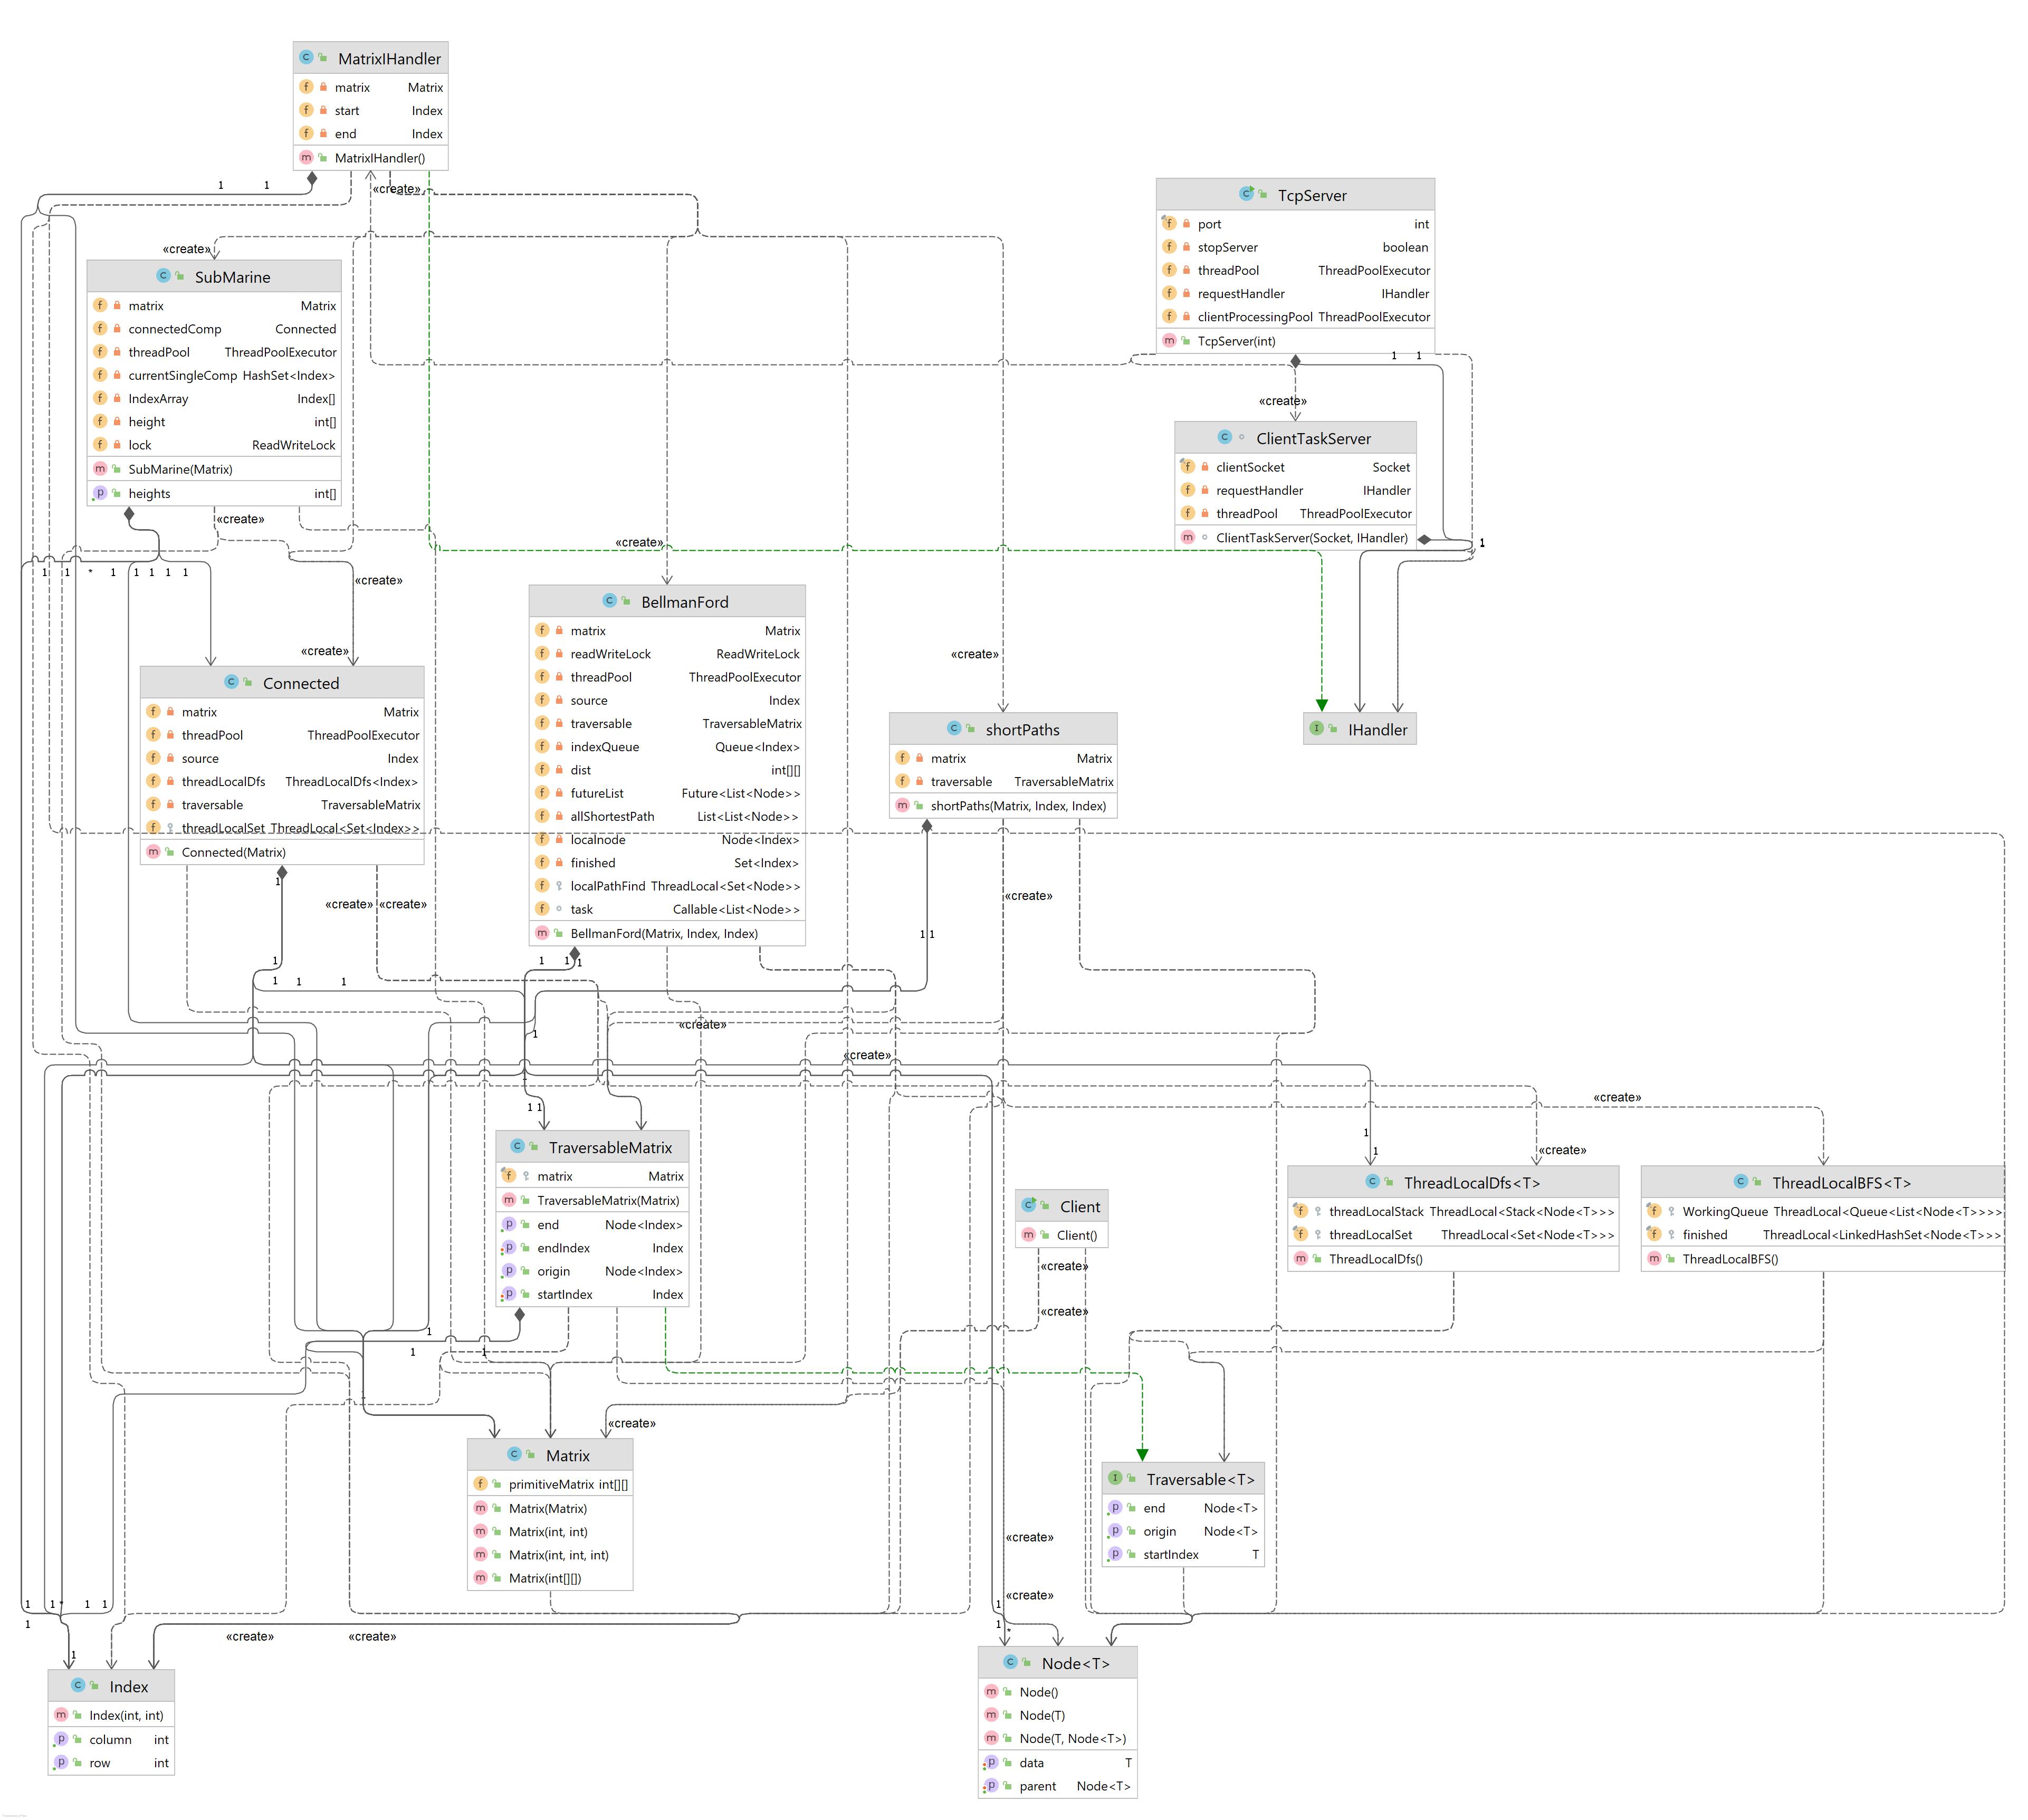 MatrixIHandler
matrix Matrix
start Index
end Index
MatrixIHandler()
1 1
«create»
TcpServer
port int
stopServer boolean
threadPool ThreadPoolExecutor
requestHandler IHandler
clientProcessingPool ThreadPoolExecutor
TcpServer(int)
1 1
«create»
SubMarine
matrix Matrix
connectedComp Connected
threadPool ThreadPoolExecutor
currentSingleComp HashSet<Index>
IndexArray Index[]
height int[]
lock ReadWriteLock
SubMarine(Matrix)
heights int[]
«create»
«create»
ClientTaskServer
clientSocket Socket
requestHandler IHandler
threadPool ThreadPoolExecutor
ClientTaskServer(Socket, IHandler)
1
«create»
1 1 * 1 1 1 1 1
«create»
«create»
«create»
BellmanFord
matrix Matrix
readWriteLock ReadWriteLock
threadPool ThreadPoolExecutor
source Index
traversable TraversableMatrix
indexQueue Queue<Index>
dist int[][]
futureList Future<List<Node>>
allShortestPath List<List<Node>>
localnode Node<Index>
finished Set<Index>
localPathFind ThreadLocal<Set<Node>>
task Callable<List<Node>>
BellmanFord(Matrix, Index, Index)
Connected
matrix Matrix
threadPool ThreadPoolExecutor
source Index
threadLocalDfs ThreadLocalDfs<Index>
traversable TraversableMatrix
threadLocalSet ThreadLocal<Set<Index>>
Connected(Matrix)
shortPaths
matrix Matrix
traversable TraversableMatrix
shortPaths(Matrix, Index, Index)
IHandler
1
«create» «create»
«create»
1 1
1
1 1 1
1 1 1
«create»
1
«create»
«create»
1 1
1
1
«create»
TraversableMatrix
matrix Matrix
TraversableMatrix(Matrix)
end Node<Index>
endIndex Index
origin Node<Index>
startIndex Index
Client
Client()
«create»
«create»
ThreadLocalDfs<T>
threadLocalStack ThreadLocal<Stack<Node<T>>>
threadLocalSet ThreadLocal<Set<Node<T>>>
ThreadLocalDfs()
ThreadLocalBFS<T>
WorkingQueue ThreadLocal<Queue<List<Node<T>>>>
finished ThreadLocal<LinkedHashSet<Node<T>>>
ThreadLocalBFS()
1
1 1
«create»
Matrix
primitiveMatrix int[][]
Matrix(Matrix)
Matrix(int, int)
Matrix(int, int, int)
Matrix(int[][])
Traversable<T>
end Node<T>
origin Node<T>
startIndex T
«create»
«create»
1 1 * 1 1
1
1
1 *
«create» «create»
1
Index
Index(int, int)
column int
row int
Node<T>
Node()
Node(T)
Node(T, Node<T>)
data T
parent Node<T>